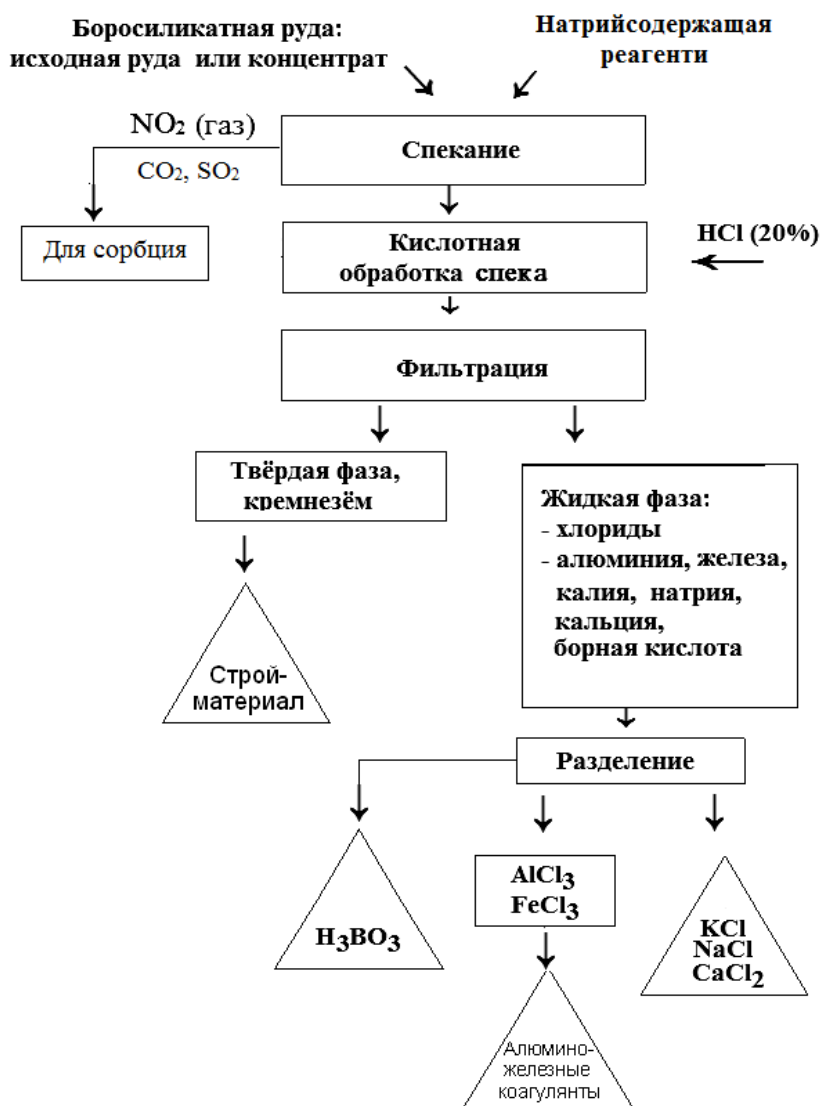 Боросиликатная руда:
исходная руда или концентрат
Натрийсодержащая
реагенти
NO₂ (газ)
CO₂, SO₂
Спекание
Для сорбция
Кислотная
обработка спека
HCl (20%)
Фильтрация
Твёрдая фаза,
кремнезём
Жидкая фаза:
- хлориды
- алюминия, железа,
калия, натрия,
кальция,
борная кислота
Строй-
материал
Разделение
H₃BO₃
AlCl₃
FeCl₃
KCl
NaCl
CaCl₂
Алюмино-
железные
коагулянты